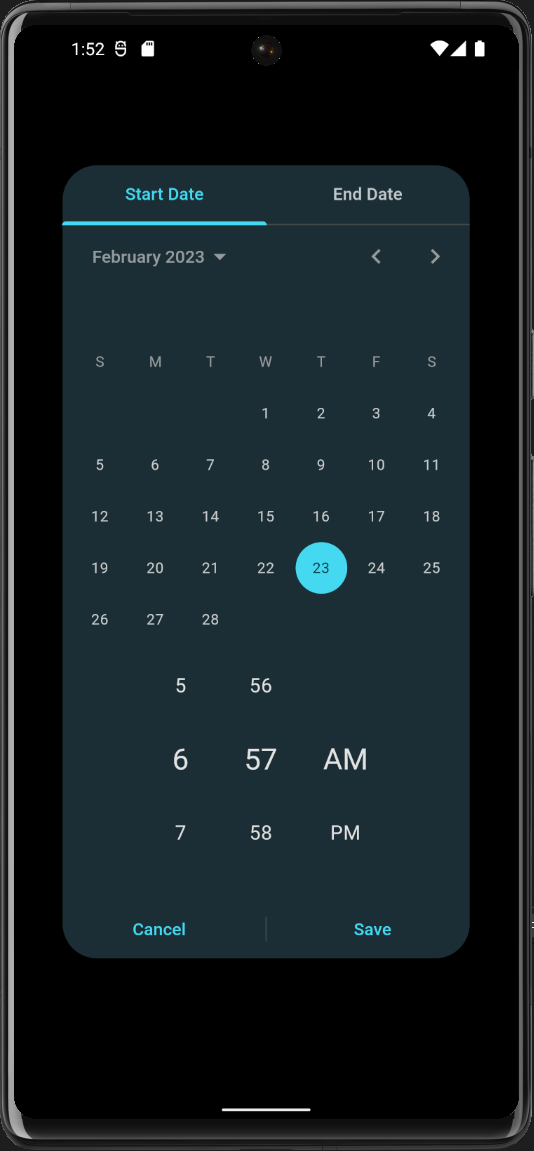 1:52
Start Date End Date
February 2023
S M T W T F S
1 2 3 4
5 6 7 8 9 10 11
12 13 14 15 16 17 18
19 20 21 22 23 24 25
26 27 28
5 56
6 57 AM
7 58 PM
Cancel Save